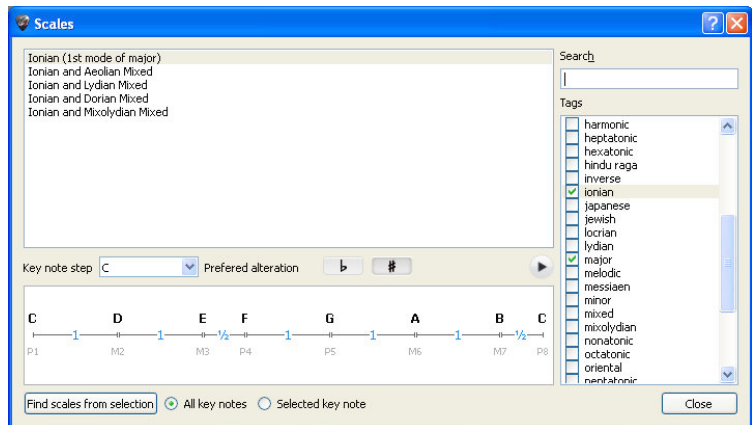 Scales
Ionian (1st mode of major)
Ionian and Aeolian Mixed
Ionian and Lydian Mixed
Ionian and Dorian Mixed
Ionian and Mixolydian Mixed
Search
Tags
harmonic
heptatonic
hexatonic
hindu raga
inverse
ionian
japanese
jewish
locrian
lydian
major
melodic
messiaen
minor
mixed
mixolydian
nonatonic
octatonic
oriental
pentatonic
Key note step C Prefered alteration ♭ #
C D E F G A B C
1 1 ½ 1 1 1 ½
P1 M2 M3 P4 P5 M6 M7 P8
Find scales from selection All key notes Selected key note Close